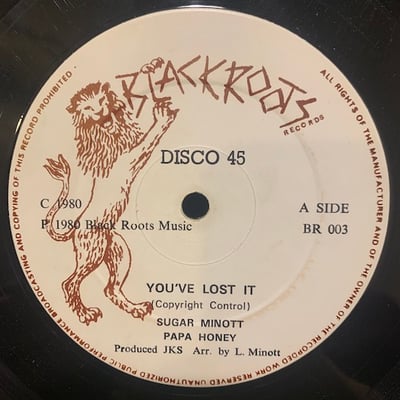 BLACKROOTS
RECORDS
DISCO 45
C 1980
P 1980 Black Roots Music
A SIDE
BR 003
YOU'VE LOST IT
(Copyright Control)
SUGAR MINOTT
PAPA HONEY
Produced JKS Arr. by L. Minott
ALL RIGHTS OF THE MANUFACTURER AND OF THE OWNER OF THE RECORDED WORK RESERVED UNAUTHORIZED PUBLIC PERFORMANCE BROADCASTING AND COPYING OF THIS RECORD PROHIBITED